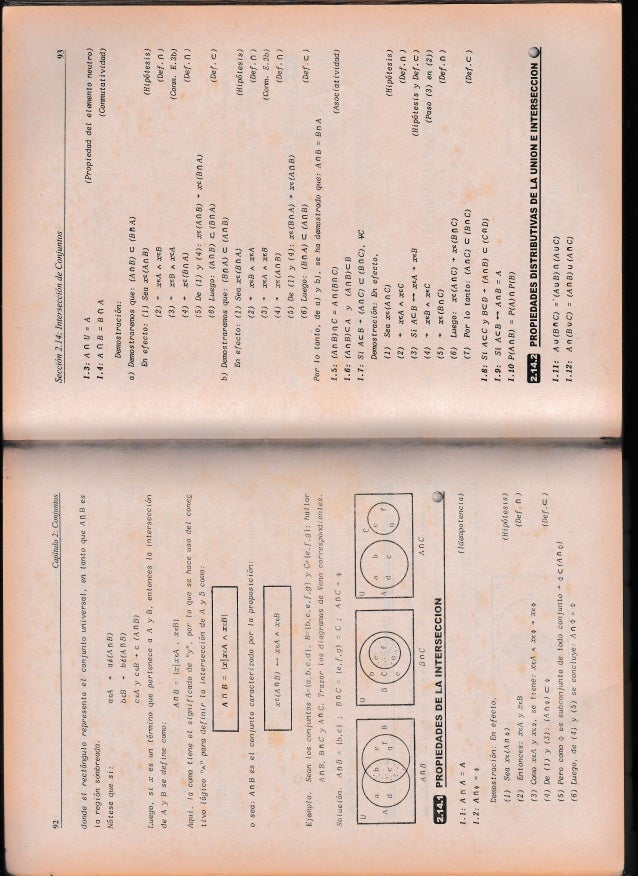 92 Capítulo 2: Conjuntos
donde el rectángulo representa el conjunto universal, en tanto que A ∩ B es
la región sombreada.
Nótese que si:
a∈A → a∉(A ∩ B)
b∈B → b∉(A ∩ B)
c∈A y c∈B → c ∈ (A ∩ B)
Luego, si x es un término que pertenece a A y B, entonces la intersección
de A y B se define como:
A ∩ B = {x|x∈A , x∈B}
Aquí, la coma tiene el significado de "y", por lo que se hace uso del conec
tivo lógico "∧" para definir la intersección de A y B como:
A ∩ B = {x|x∈A ∧ x∈B}
o sea: A ∩ B es el conjunto caracterizado por la proposición:
x∈(A ∩ B) ↔ x∈A ∧ x∈B
Ejemplo. Sean los conjuntos A={a,b,c,d}, B={b,c,e,f,g} y C={e,f,g}; hallar
A ∩ B, B ∩ C y A ∩ C. Trazar los diagramas de Venn correspondientes.
Solución. A ∩ B = {b,c} ; B ∩ C = {e,f,g} = C ; A ∩ C = ϕ
A ∩ B B ∩ C A ∩ C
2.14.1 PROPIEDADES DE LA INTERSECCION
I.1: A ∩ A = A (Idempotencia)
I.2: A ∩ ϕ = ϕ
Demostración: En efecto,
(1) Sea x∈(A ∩ ϕ) (Hipótesis)
(2) Entonces: x∈A y x∈B (Def. ∩ )
(3) Como x∈A y x∈ϕ, se tiene: x∈A ∧ x∈ϕ → x∈ϕ
(4) De (1) y (3): (A ∩ ϕ) ⊂ ϕ (Def. ⊂ )
(5) Pero como ϕ es subconjunto de todo conjunto → ϕ ⊂ (A ∩ ϕ)
(6) Luego, de (4) y (5) se concluye: A ∩ ϕ = ϕ
Sección 2.14: Intersección de Conjuntos 93
I.3: A ∩ U = A (Propiedad del elemento neutro)
I.4: A ∩ B = B ∩ A (Conmutatividad)
Demostración:
a) Demostraremos que: (A ∩ B) ⊂ (B ∩ A)
En efecto: (1) Sea x∈(A ∩ B) (Hipótesis)
(2) → x∈A ∧ x∈B (Def. ∩ )
(3) → x∈B ∧ x∈A (Conm. E.3b)
(4) → x∈(B ∩ A) (Def. ∩ )
(5) De (1) y (4): x∈(A ∩ B) → x∈(B ∩ A)
(6) Luego: (A ∩ B) ⊂ (B ∩ A) (Def. ⊂ )
b) Demostraremos que: (B ∩ A) ⊂ (A ∩ B)
En efecto: (1) Sea x∈(B ∩ A) (Hipótesis)
(2) → x∈B ∧ x∈A (Def. ∩ )
(3) → x∈A ∧ x∈B (Conm. E.3b)
(4) → x∈(A ∩ B) (Def. ∩ )
(5) De (1) y (4): x∈(B ∩ A) → x∈(A ∩ B)
(6) Luego: (B ∩ A) ⊂ (A ∩ B) (Def. ⊂ )
Por lo tanto, de a) y b), se ha demostrado que: A ∩ B = B ∩ A
I.5: (A ∩ B) ∩ C = A ∩ (B ∩ C) (Asociatividad)
I.6: (A ∩ B) ⊂ A y (A ∩ B) ⊂ B
I.7: Si A ⊂ B → (A ∩ C) ⊂ (B ∩ C), ∀C
Demostración: En efecto,
(1) Sea x∈(A ∩ C) (Hipótesis)
(2) → x∈A ∧ x∈C (Def. ∩ )
(3) Si A ⊂ B ↔ x∈A → x∈B (Hipótesis y Def. ⊂ )
(4) → x∈B ∧ x∈C (Paso (3) en (2))
(5) → x∈(B ∩ C) (Def. ∩ )
(6) Luego: x∈(A ∩ C) → x∈(B ∩ C)
(7) Por lo tanto: (A ∩ C) ⊂ (B ∩ C) (Def. ⊂ )
I.8: Si A ⊂ C y B ⊂ D → (A ∩ B) ⊂ (C ∩ D)
I.9: Si A ⊂ B ↔ A ∩ B = A
I.10 P(A ∩ B) = P(A) ∩ P(B)
2.14.2 PROPIEDADES DISTRIBUTIVAS DE LA UNION E INTERSECCION
I.11: A ∪ (B ∩ C) = (A ∪ B) ∩ (A ∪ C)
I.12: A ∩ (B ∪ C) = (A ∩ B) ∪ (A ∩ C)